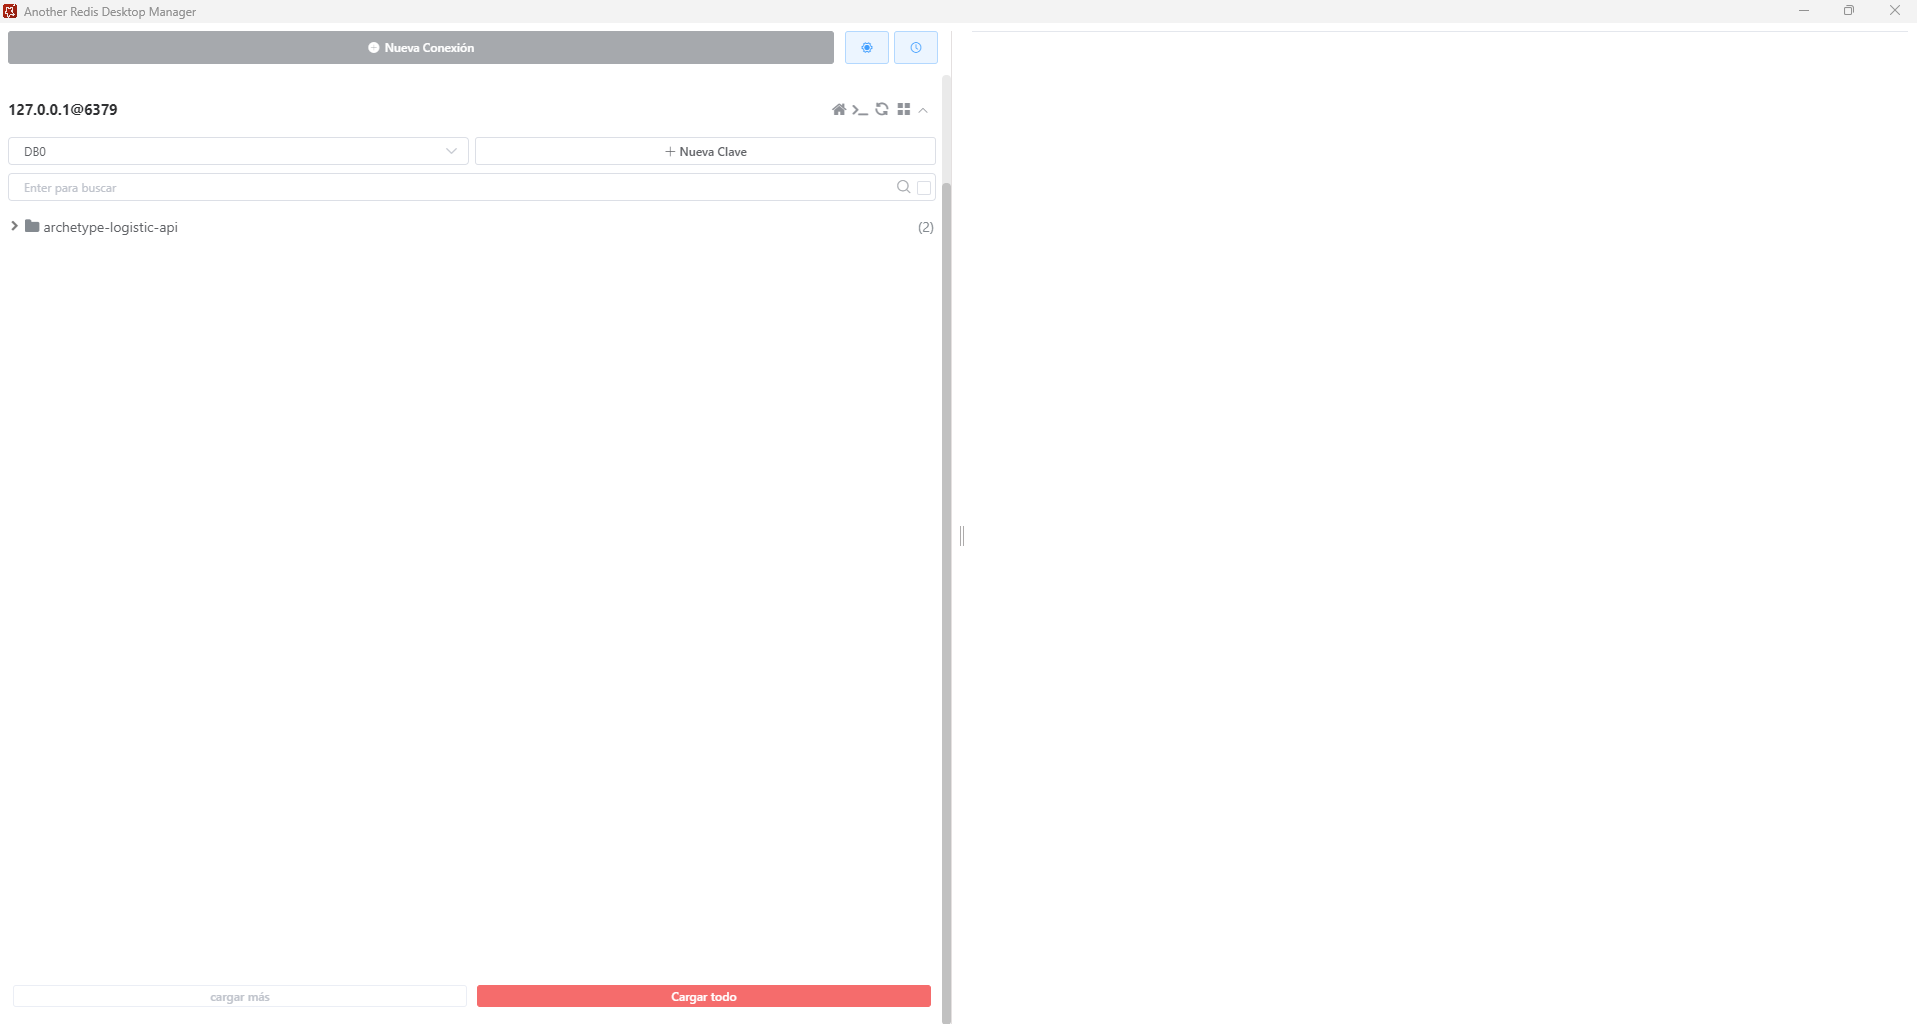 Another Redis Desktop Manager
Nueva Conexión
127.0.0.1@6379
DB0
Nueva Clave
Enter para buscar
archetype-logistic-api (2)
cargar más
Cargar todo